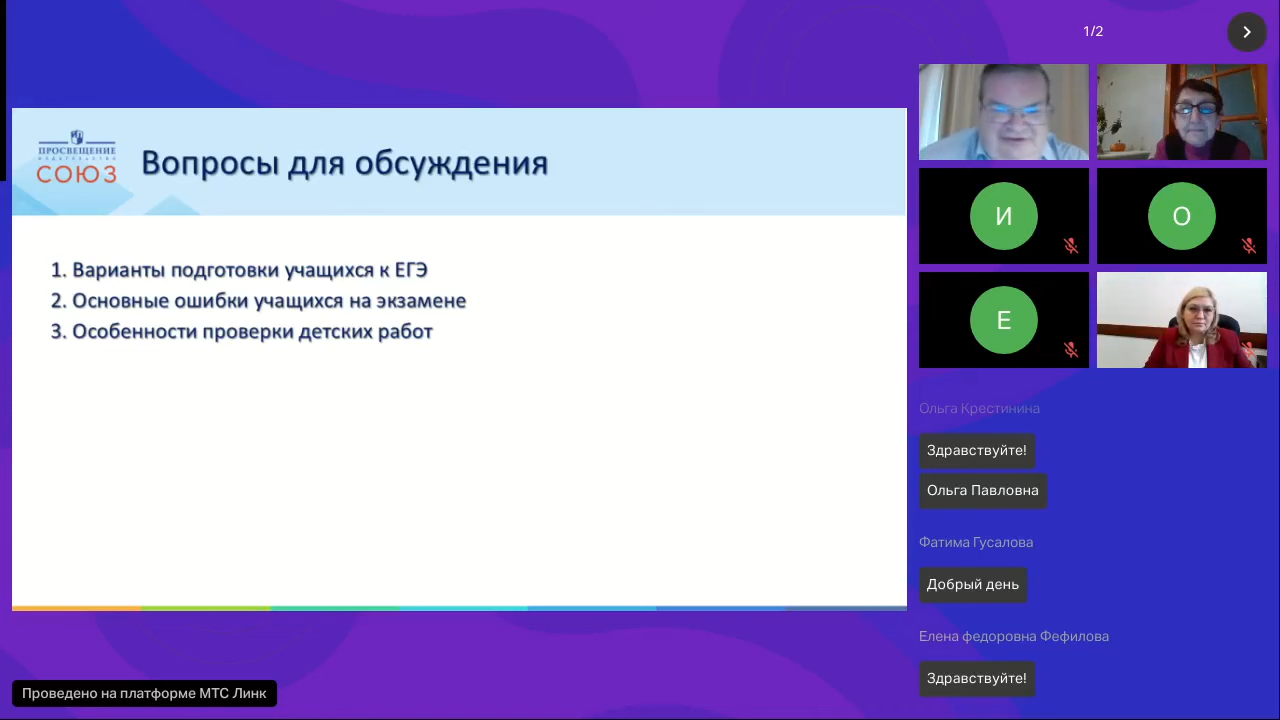 1/2
ПРОСВЕЩЕНИЕ
СОЮЗ
Вопросы для обсуждения
1. Варианты подготовки учащихся к ЕГЭ
2. Основные ошибки учащихся на экзамене
3. Особенности проверки детских работ
И
О
Е
Ольга Крестинина
Здравствуйте!
Ольга Павловна
Фатима Гусалова
Добрый день
Елена федоровна Фефилова
Здравствуйте!
Проведено на платформе МТС Линк